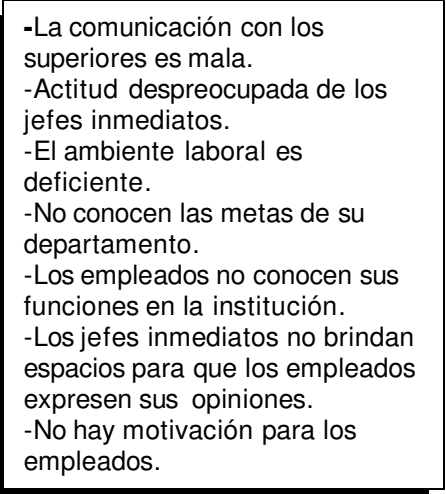 -La comunicación con los
superiores es mala.
-Actitud despreocupada de los
jefes inmediatos.
-El ambiente laboral es
deficiente.
-No conocen las metas de su
departamento.
-Los empleados no conocen sus
funciones en la institución.
-Los jefes inmediatos no brindan
espacios para que los empleados
expresen sus opiniones.
-No hay motivación para los
empleados.